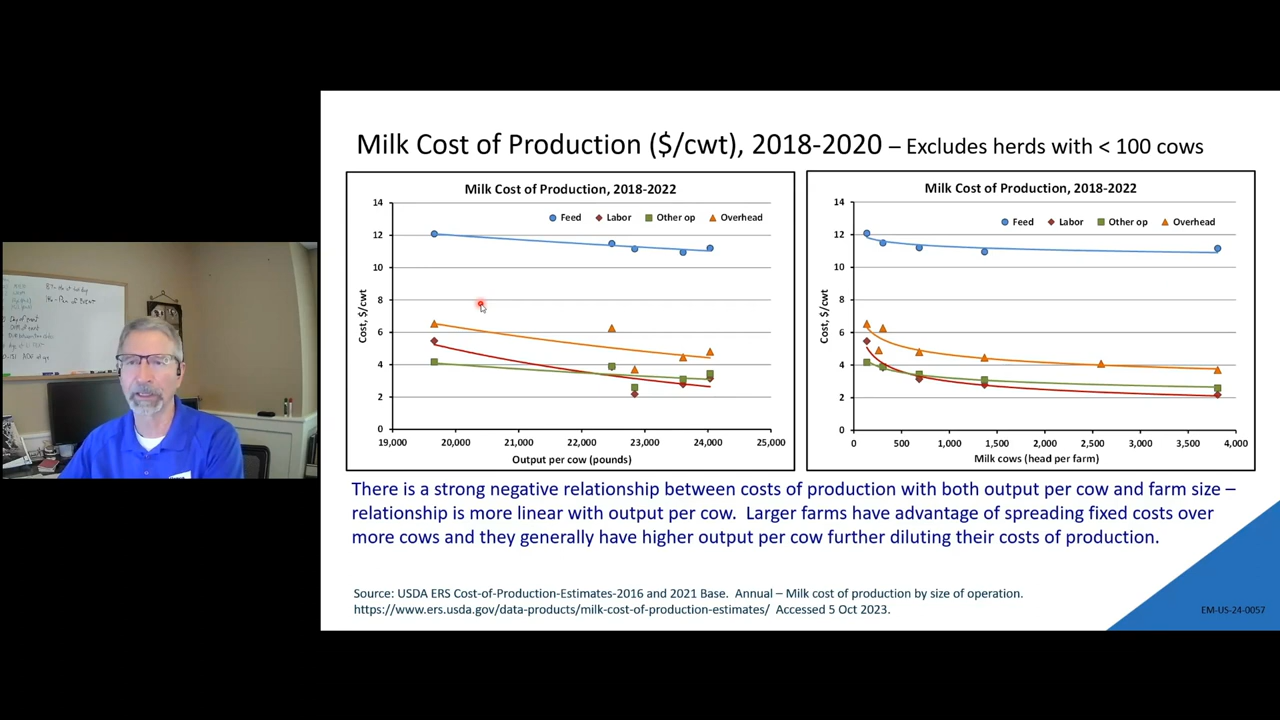 Milk Cost of Production ($/cwt), 2018-2020 – Excludes herds with < 100 cows
Milk Cost of Production, 2018-2022
Feed Labor Other op Overhead
14
12
10
8
6
4
2
0
Cost, $/cwt
19,000 20,000 21,000 22,000 23,000 24,000 25,000
Output per cow (pounds)
Milk Cost of Production, 2018-2022
Feed Labor Other op Overhead
14
12
10
8
6
4
2
0
Cost, $/cwt
0 500 1,000 1,500 2,000 2,500 3,000 3,500 4,000
Milk cows (head per farm)
There is a strong negative relationship between costs of production with both output per cow and farm size –
relationship is more linear with output per cow. Larger farms have advantage of spreading fixed costs over
more cows and they generally have higher output per cow further diluting their costs of production.
Source: USDA ERS Cost-of-Production-Estimates-2016 and 2021 Base. Annual – Milk cost of production by size of operation.
https://www.ers.usda.gov/data-products/milk-cost-of-production-estimates/ Accessed 5 Oct 2023.
EM-US-24-0057